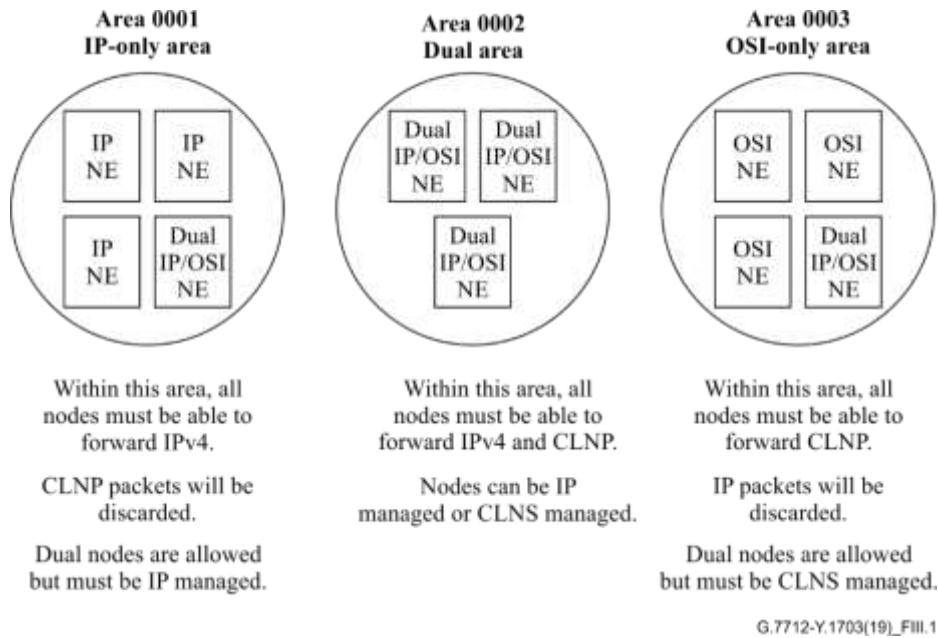 Area 0001
IP-only area
Area 0002
Dual area
Area 0003
OSI-only area
IP
NE
IP
NE
IP
NE
Dual
IP/OSI
NE
Dual
IP/OSI
NE
Dual
IP/OSI
NE
Dual
IP/OSI
NE
OSI
NE
OSI
NE
OSI
NE
Dual
IP/OSI
NE
Within this area, all
nodes must be able to
forward IPv4.
CLNP packets will be
discarded.
Dual nodes are allowed
but must be IP managed.
Within this area, all
nodes must be able to
forward IPv4 and CLNP.
Nodes can be IP
managed or CLNS managed.
Within this area, all
nodes must be able to
forward CLNP.
IP packets will be
discarded.
Dual nodes are allowed
but must be CLNS managed.
G.7712-Y.1703(19)_FIII.1